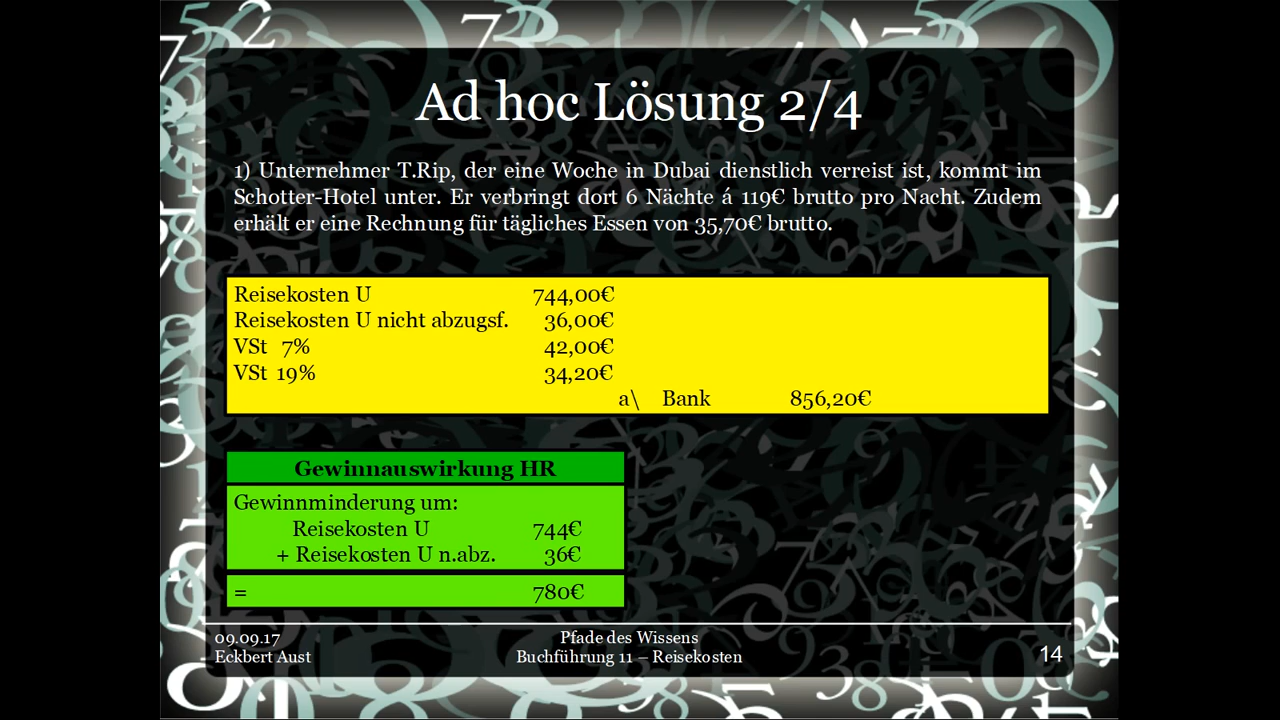 Ad hoc Lösung 2/4
1) Unternehmer T.Rip, der eine Woche in Dubai dienstlich verreist ist, kommt im
Schotter-Hotel unter. Er verbringt dort 6 Nächte á 119€ brutto pro Nacht. Zudem
erhält er eine Rechnung für tägliches Essen von 35,70€ brutto.
Reisekosten U 744,00€
Reisekosten U nicht abzugsf. 36,00€
VSt 7% 42,00€
VSt 19% 34,20€
a\ Bank 856,20€
Gewinnauswirkung HR
Gewinnminderung um:
Reisekosten U 744€
+ Reisekosten U n.abz. 36€
= 780€
09.09.17 Pfade des Wissens
Eckbert Aust Buchführung 11 – Reisekosten 14